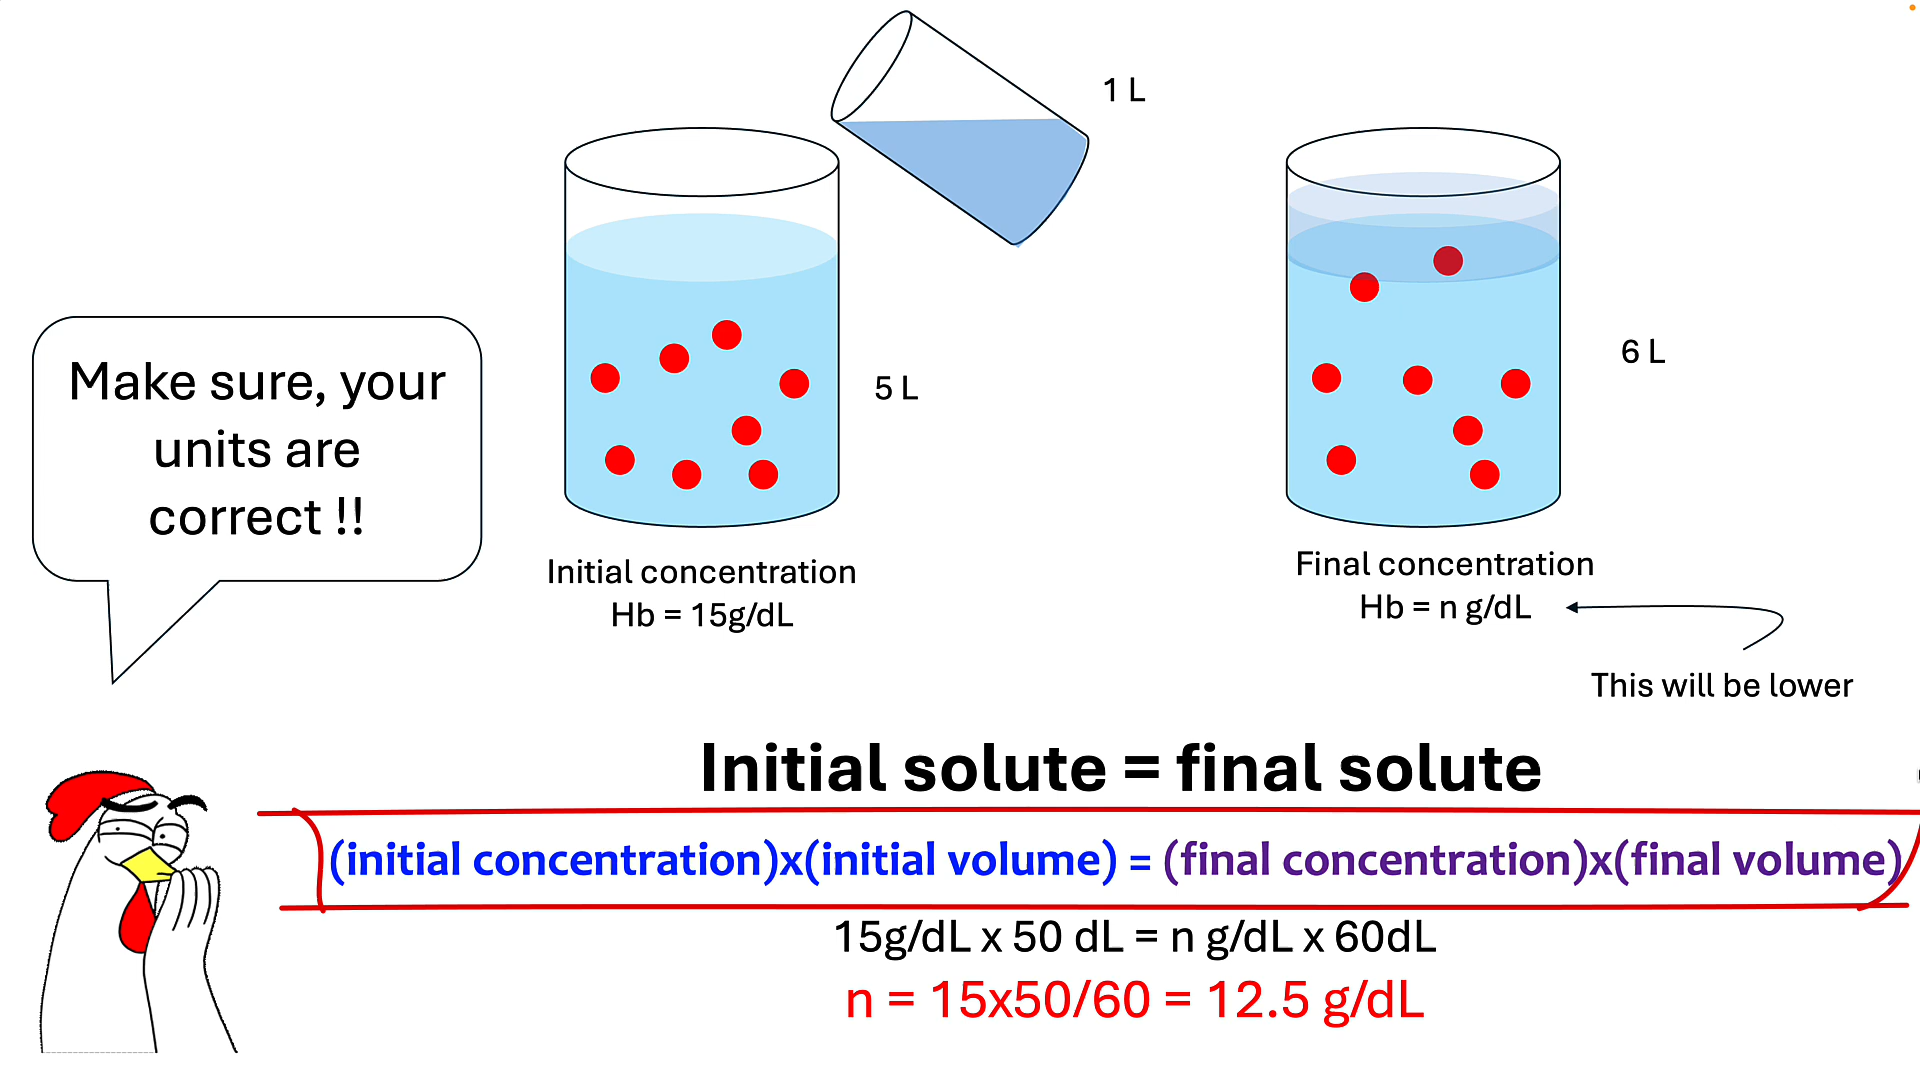 1 L
Make sure, your
units are
correct !!
5 L
6 L
Initial concentration
Hb = 15g/dL
Final concentration
Hb = n g/dL
This will be lower
Initial solute = final solute
(initial concentration)x(initial volume) = (final concentration)x(final volume)
15g/dL x 50 dL = n g/dL x 60dL
n = 15x50/60 = 12.5 g/dL